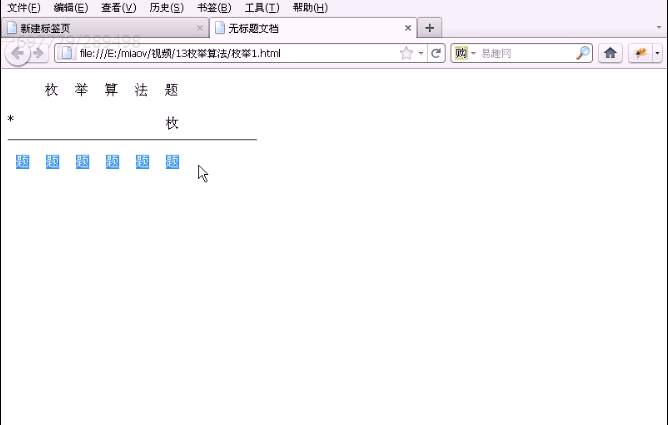 文件(F) 编辑(E) 查看(V) 历史(S) 书签(B) 工具(T) 帮助(H)
新建标签页 × 无标题文档 × +
file:///E:/miaov/视频/13枚举算法/枚举1.html 购 易趣网
枚 举 算 法 题
* 枚
题 题 题 题 题 题